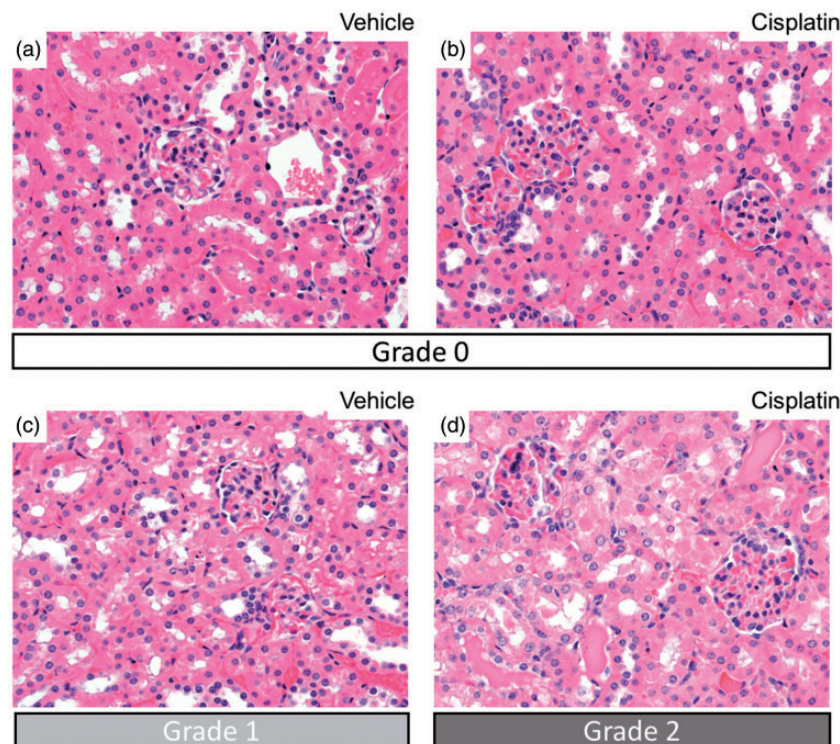 Vehicle
(a)
Cisplatin
(b)
Grade 0
Vehicle
(c)
Cisplatin
(d)
Grade 1
Grade 2